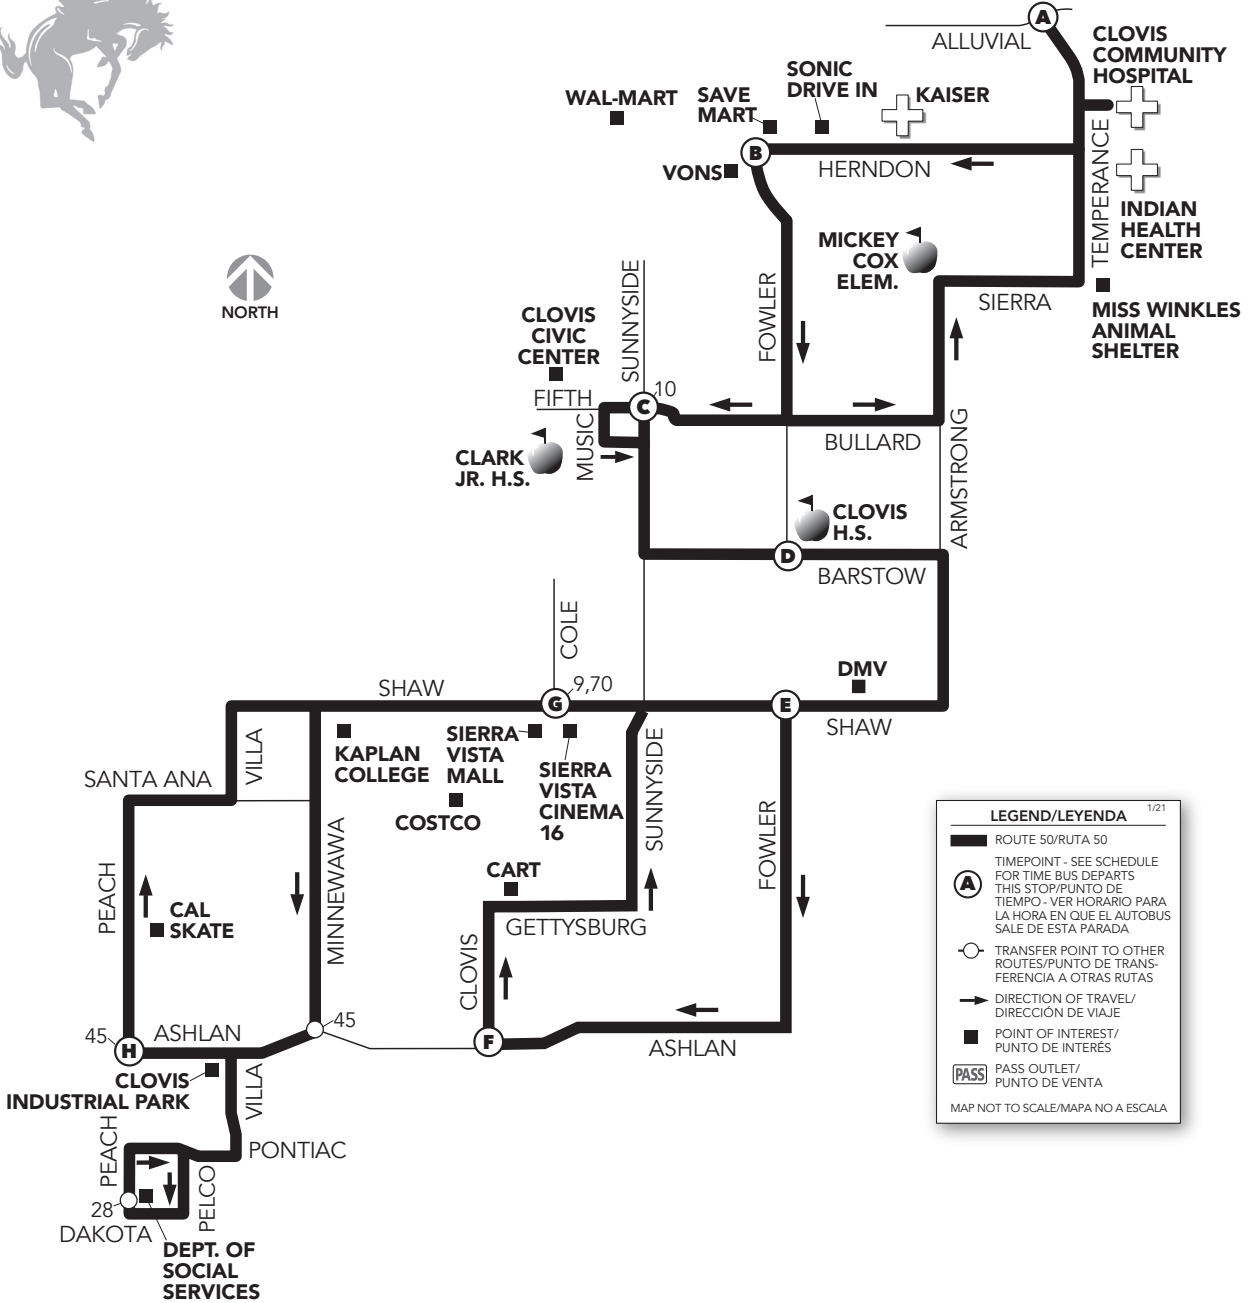 A
ALLUVIAL
CLOVIS
COMMUNITY
HOSPITAL
SONIC
DRIVE IN
KAISER
WAL-MART
SAVE
MART
B
VONS
HERNDON
TEMPERANCE
INDIAN
HEALTH
CENTER
MICKEY
COX
ELEM.
SIERRA
MISS WINKLES
ANIMAL
SHELTER
NORTH
SUNNYSIDE
FOWLER
CLOVIS
CIVIC
CENTER
FIFTH
C
10
MUSIC
BULLARD
ARMSTRONG
CLARK
JR. H.S.
CLOVIS
H.S.
D
BARSTOW
COLE
DMV
SHAW
G
9,70
E
SHAW
VILLA
KAPLAN
COLLEGE
SIERRA
VISTA
MALL
SIERRA
VISTA
CINEMA
16
SUNNYSIDE
SANTA ANA
COSTCO
MINNEWAWA
FOWLER
CART
GETTYSBURG
PEACH
CAL
SKATE
CLOVIS
45
H
ASHLAN
45
F
ASHLAN
CLOVIS
INDUSTRIAL PARK
VILLA
PEACH
PONTIAC
PELCO
28
DAKOTA
DEPT. OF
SOCIAL
SERVICES
1/21
LEGEND/LEYENDA
ROUTE 50/RUTA 50
A
TIMEPOINT - SEE SCHEDULE
FOR TIME BUS DEPARTS
THIS STOP/PUNTO DE
TIEMPO - VER HORARIO PARA
LA HORA EN QUE EL AUTOBUS
SALE DE ESTA PARADA
TRANSFER POINT TO OTHER
ROUTES/PUNTO DE TRANS-
FERENCIA A OTRAS RUTAS
DIRECTION OF TRAVEL/
DIRECCIÓN DE VIAJE
POINT OF INTEREST/
PUNTO DE INTERÉS
PASS
PASS OUTLET/
PUNTO DE VENTA
MAP NOT TO SCALE/MAPA NO A ESCALA